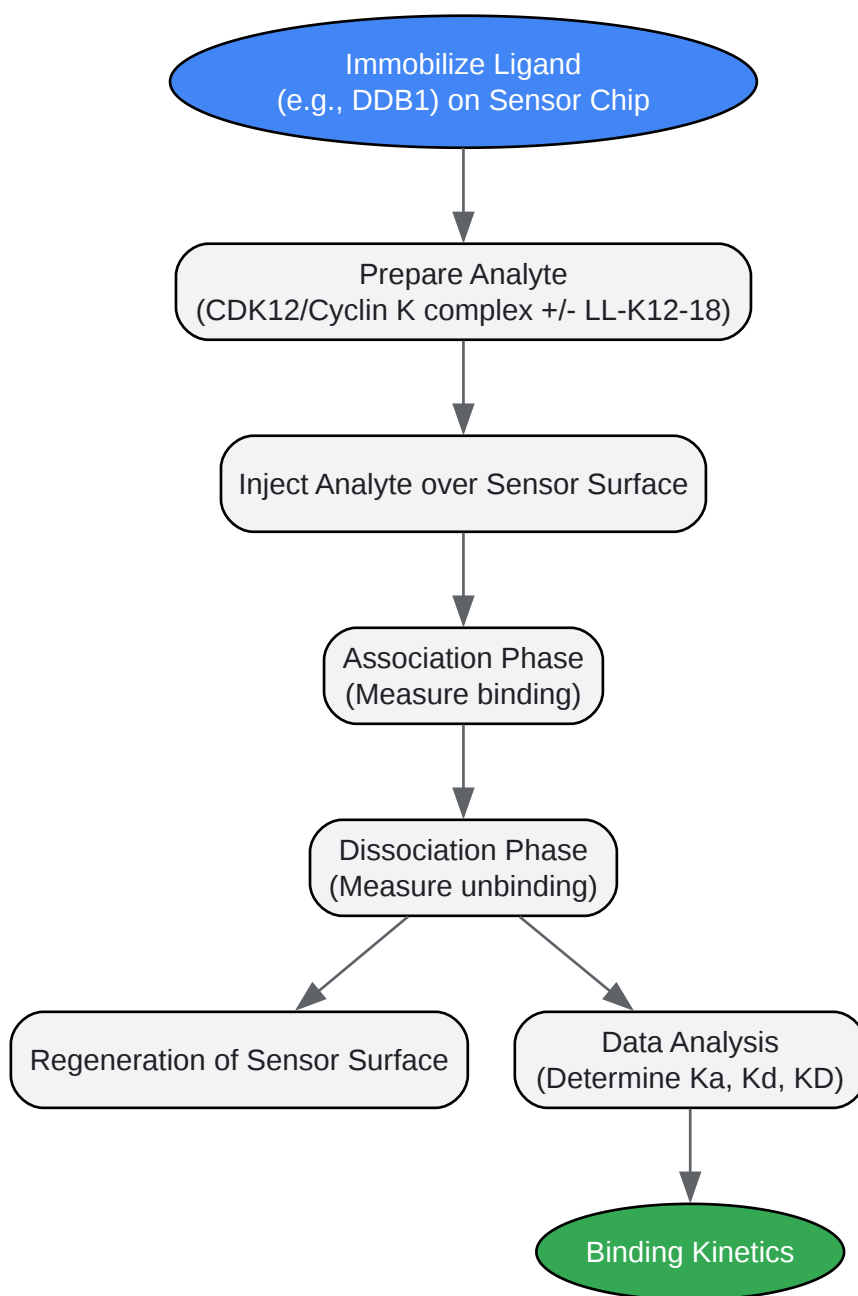 Immobilize Ligand
(e.g., DDB1) on Sensor Chip
Prepare Analyte
(CDK12/Cyclin K complex +/- LL-K12-18)
Inject Analyte over Sensor Surface
Association Phase
(Measure binding)
Dissociation Phase
(Measure unbinding)
Regeneration of Sensor Surface
Data Analysis
(Determine Ka, Kd, KD)
Binding Kinetics